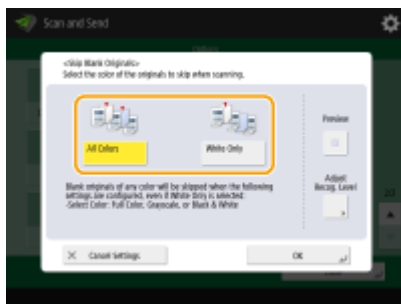 Scan and Send
<Skip Blank Originals>
Select the color of the originals to skip when scanning.
All Colors
White Only
Preview
Adjust
Recog. Level
Blank originals of any color will be skipped when the following
settings are configured, even if White Only is selected:
-Select Color: Full Color, Grayscale, or Black & White
Cancel Settings
OK